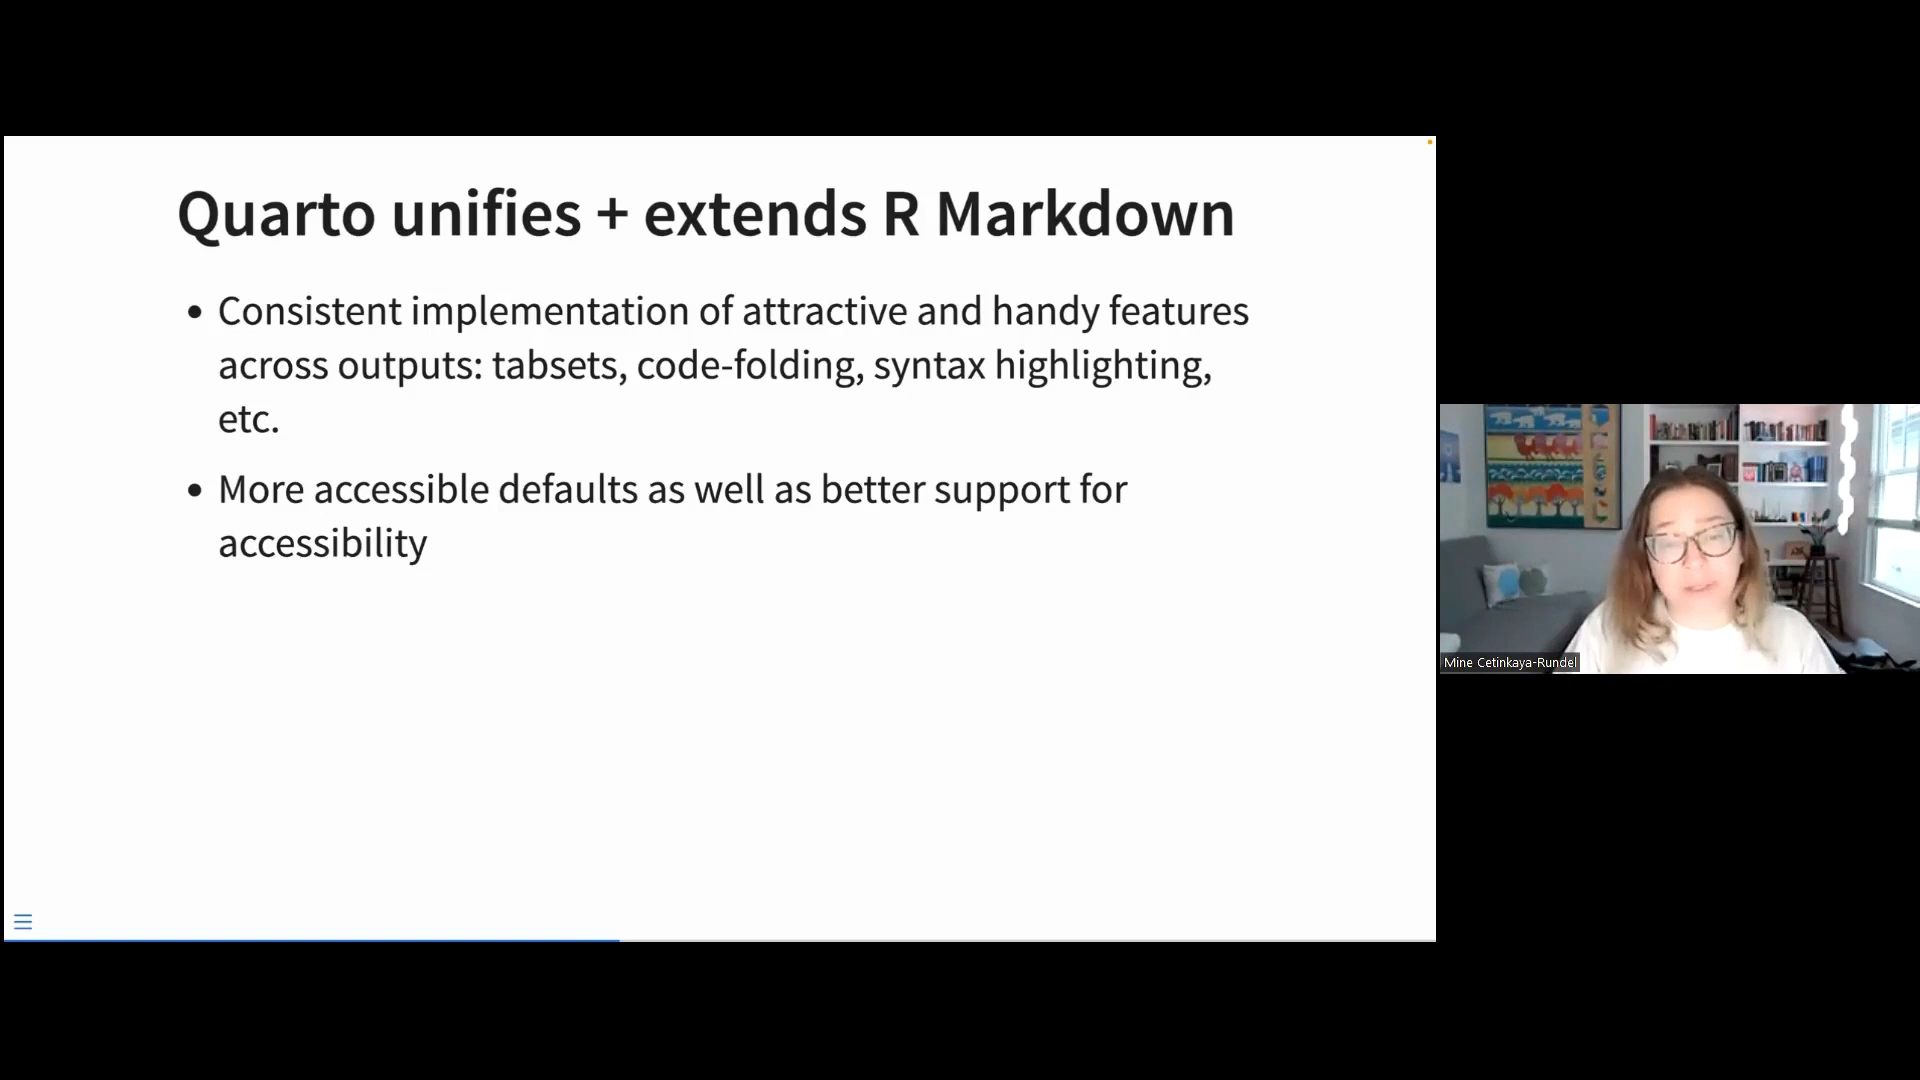 Quarto unifies + extends R Markdown
• Consistent implementation of attractive and handy features
across outputs: tabsets, code-folding, syntax highlighting,
etc.
• More accessible defaults as well as better support for
accessibility
Mine Cetinkaya-Rundel